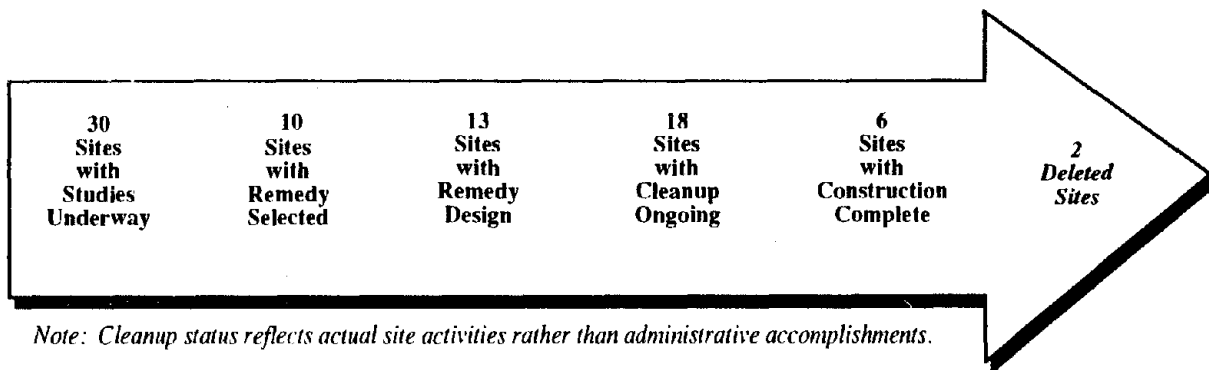 30
Sites
with
Studies
Underway
10
Sites
with
Remedy
Selected
13
Sites
with
Remedy
Design
18
Sites
with
Cleanup
Ongoing
6
Sites
with
Construction
Complete
2
Deleted
Sites
Note: Cleanup status reflects actual site activities rather than administrative accomplishments.